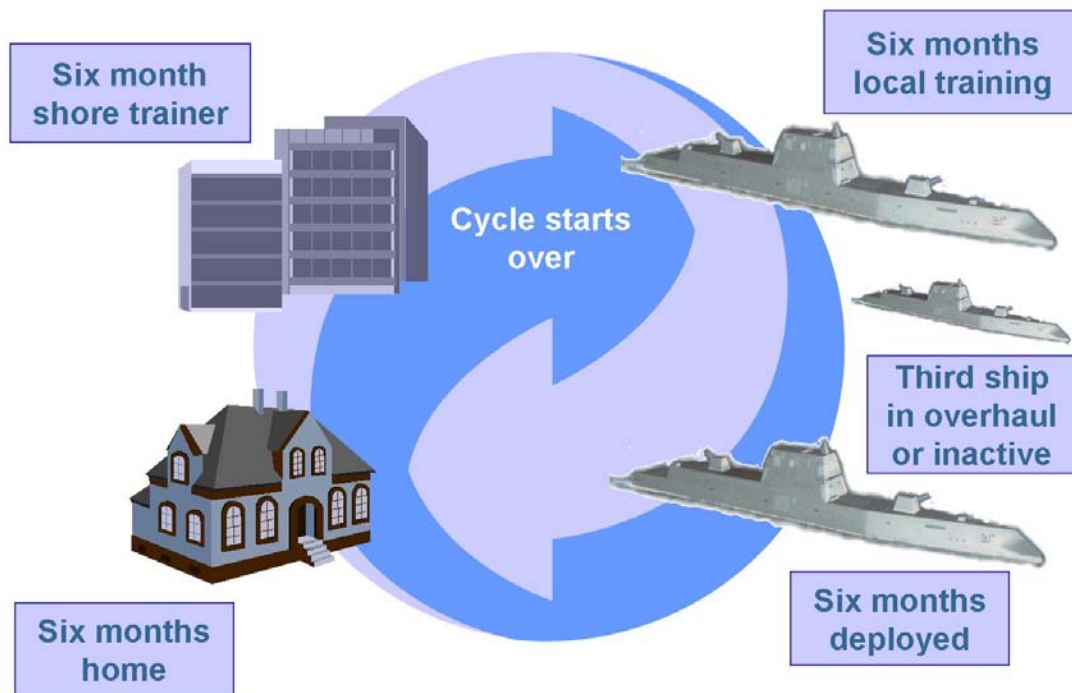 Six month
shore trainer
Six months
local training
Cycle starts
over
Third ship
in overhaul
or inactive
Six months
home
Six months
deployed